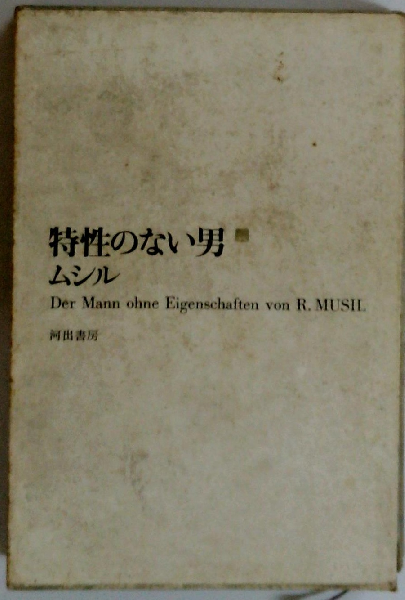 特性のない男
ムシル
Der Mann ohne Eigenschaften von R. MUSIL
河出書房